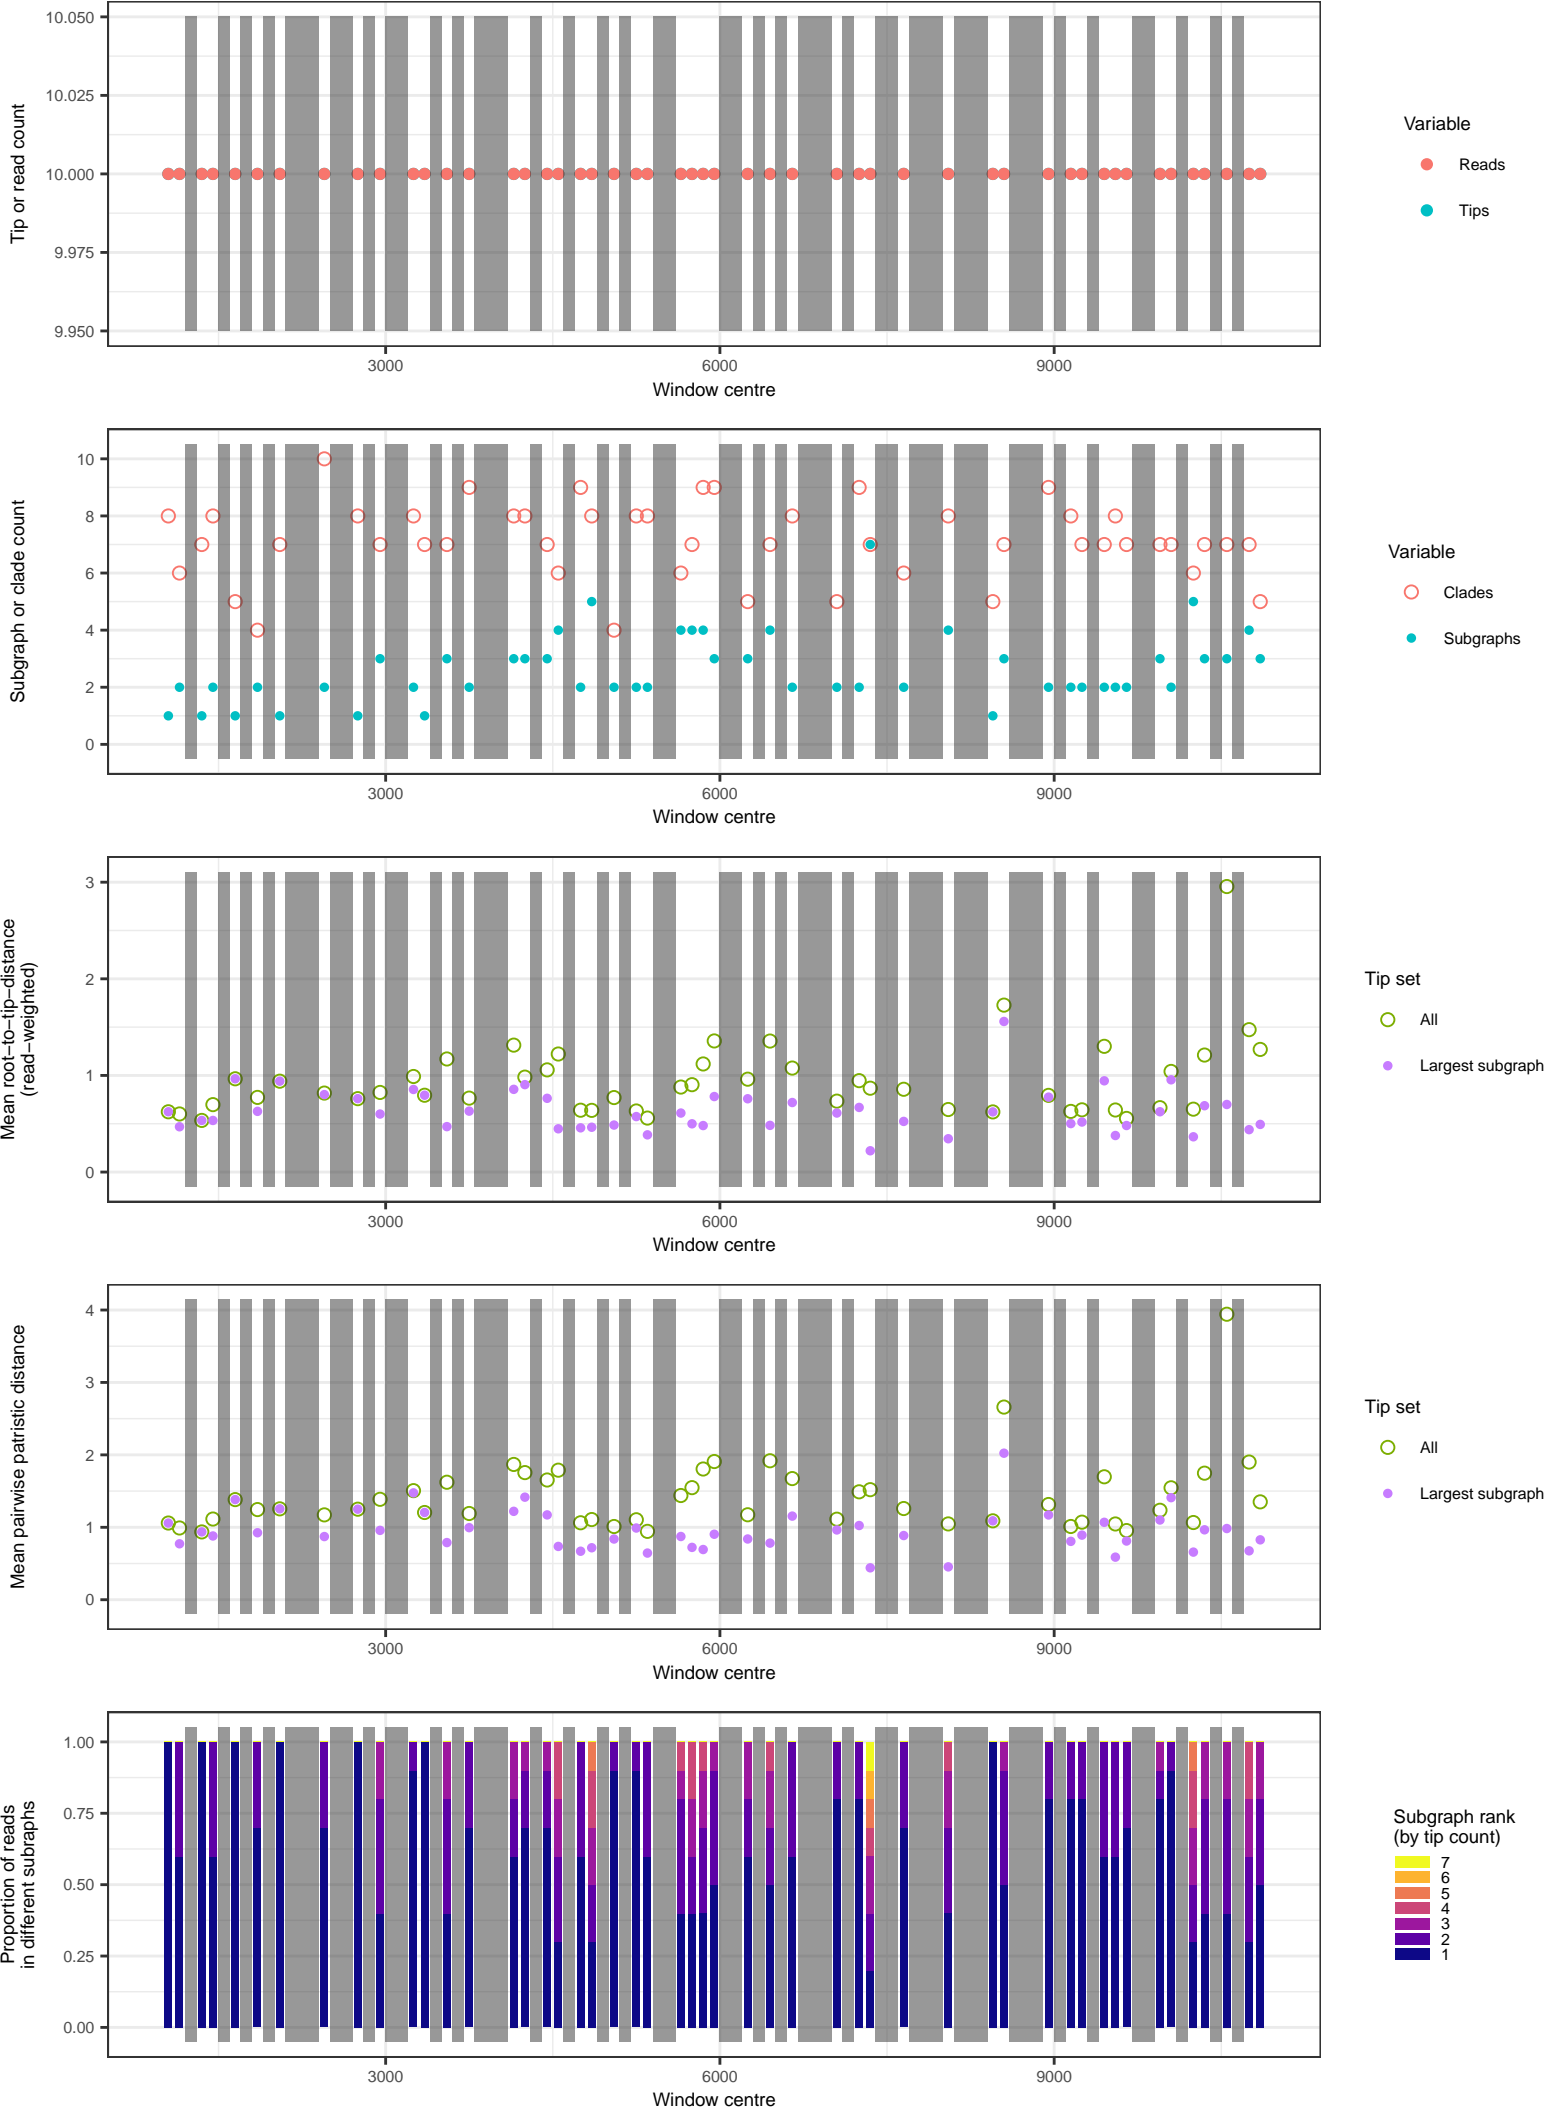 10.050
10.025
10.000
9.975
9.950
Tip or read count
3000
6000
9000
Window centre
Variable
Reads
Tips
10
8
6
4
2
0
Subgraph or clade count
3000
6000
9000
Window centre
Variable
Clades
Subgraphs
3
2
1
0
Mean root−to−tip−distance
(read−weighted)
3000
6000
9000
Window centre
Tip set
All
Largest subgraph
4
3
2
1
0
Mean pairwise patristic distance
3000
6000
9000
Window centre
Tip set
All
Largest subgraph
1.00
0.75
0.50
0.25
0.00
Proportion of reads
in different subraphs
3000
6000
9000
Window centre
Subgraph rank
(by tip count)
7
6
5
4
3
2
1